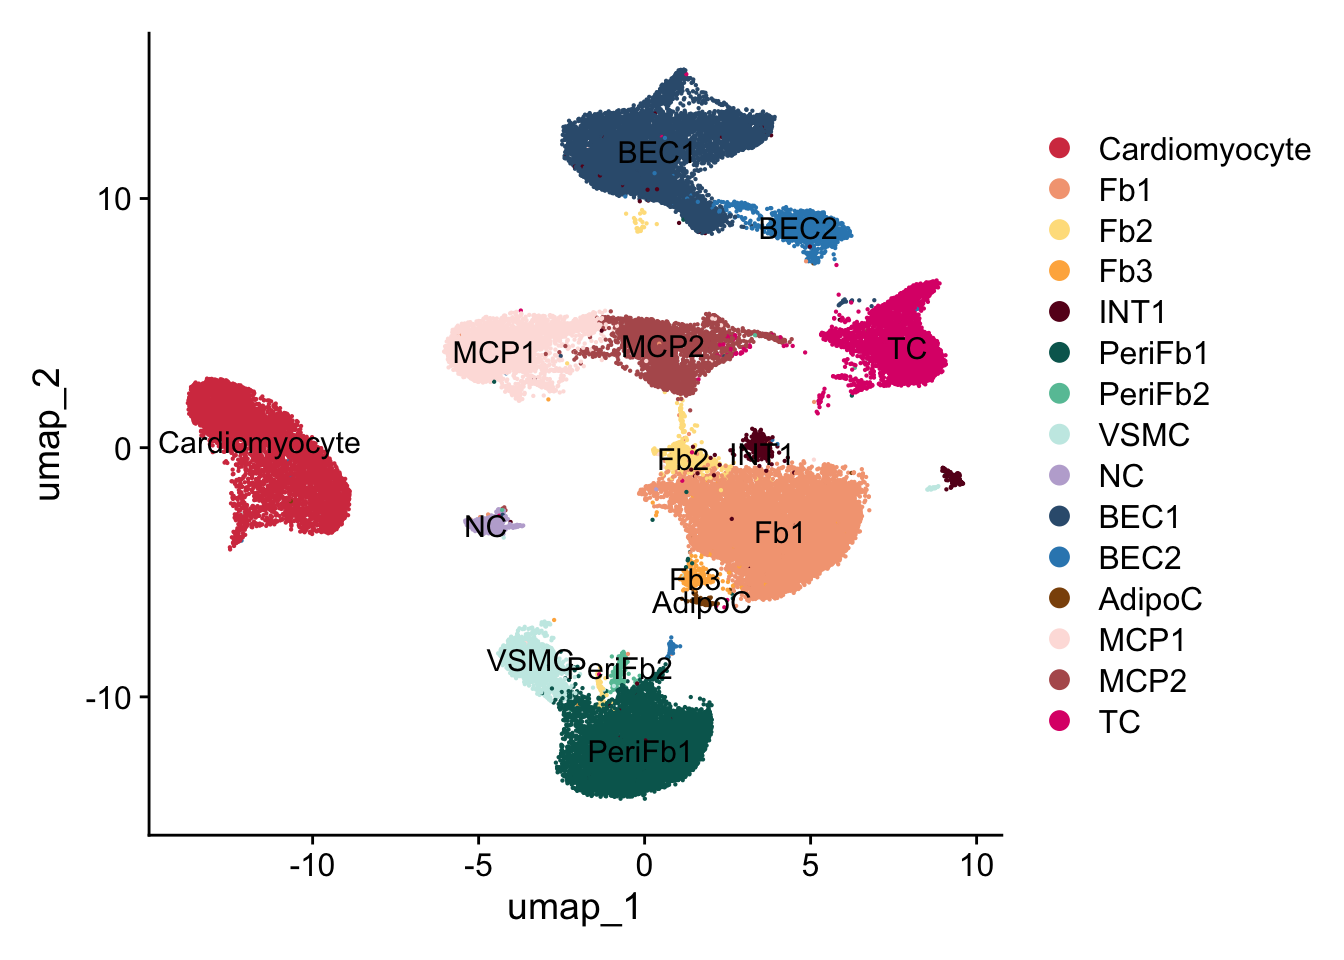 umap_2
10
0
-10
BEC1
BEC2
MCP1
MCP2
TC
Cardiomyocyte
Fb2
INT1
NC
Fb1
Fb3
AdipoC
VSMC
PeriFb2
PeriFb1
-10
-5
0
5
10
umap_1
Cardiomyocyte
Fb1
Fb2
Fb3
INT1
PeriFb1
PeriFb2
VSMC
NC
BEC1
BEC2
AdipoC
MCP1
MCP2
TC